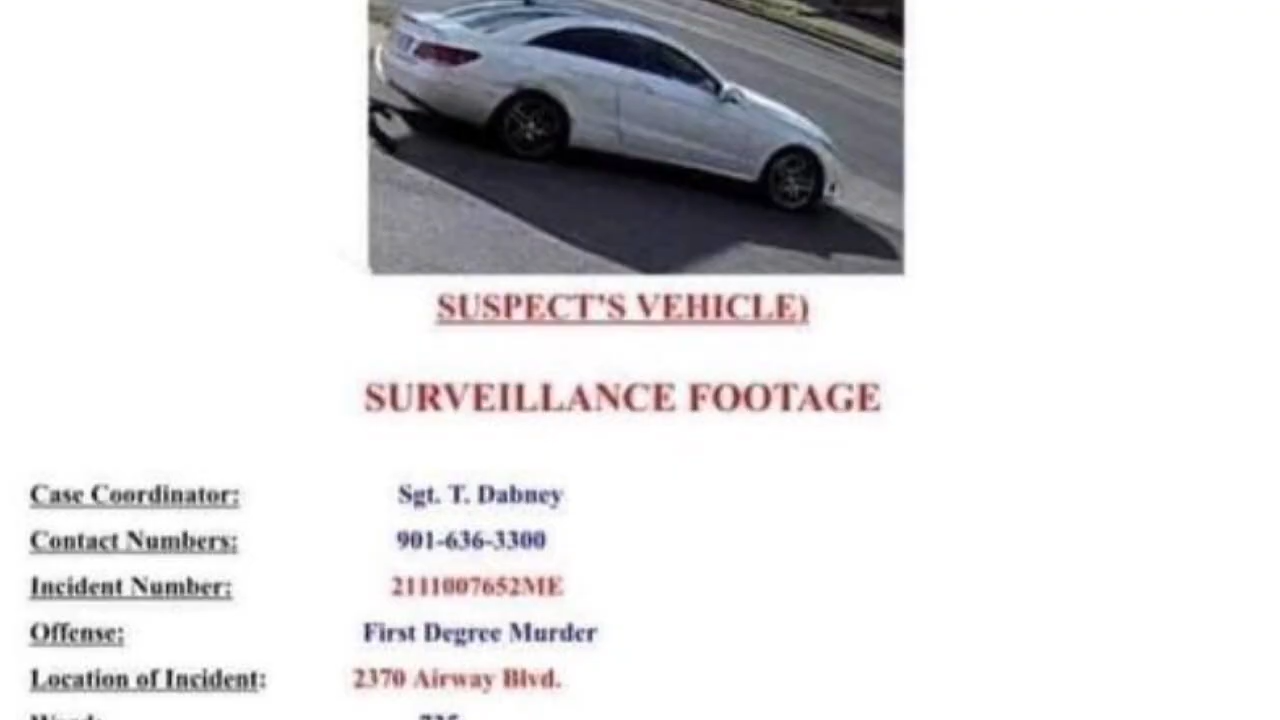 SUSPECT'S VEHICLE)
SURVEILLANCE FOOTAGE
Case Coordinator: Sgt. T. Dabney
Contact Numbers: 901-636-3300
Incident Number: 2111007652ME
Offense: First Degree Murder
Location of Incident: 2370 Airway Blvd.